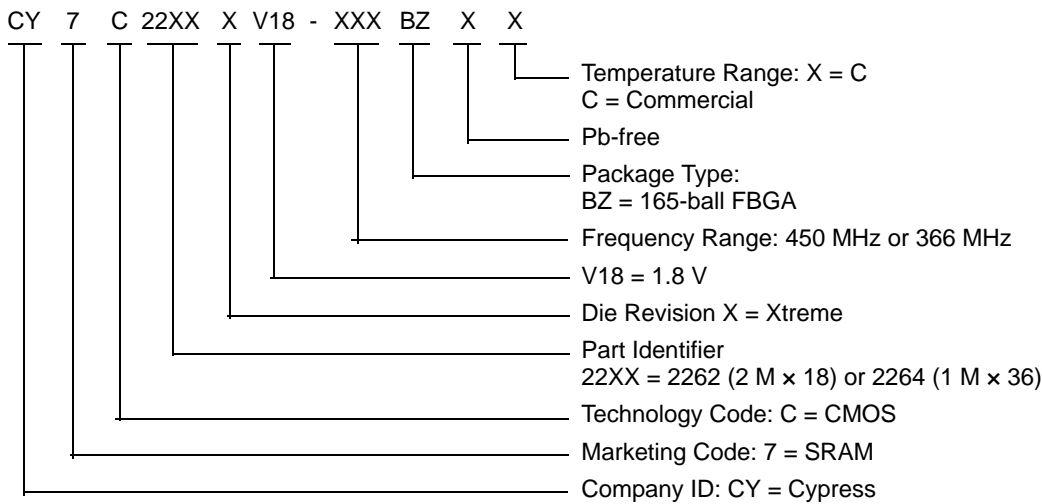 CY 7 C 22XX X V18 - XXX BZ X X
Temperature Range: X = C
C = Commercial
Pb-free
Package Type:
BZ = 165-ball FBGA
Frequency Range: 450 MHz or 366 MHz
V18 = 1.8 V
Die Revision X = Xtreme
Part Identifier
22XX = 2262 (2 M × 18) or 2264 (1 M × 36)
Technology Code: C = CMOS
Marketing Code: 7 = SRAM
Company ID: CY = Cypress